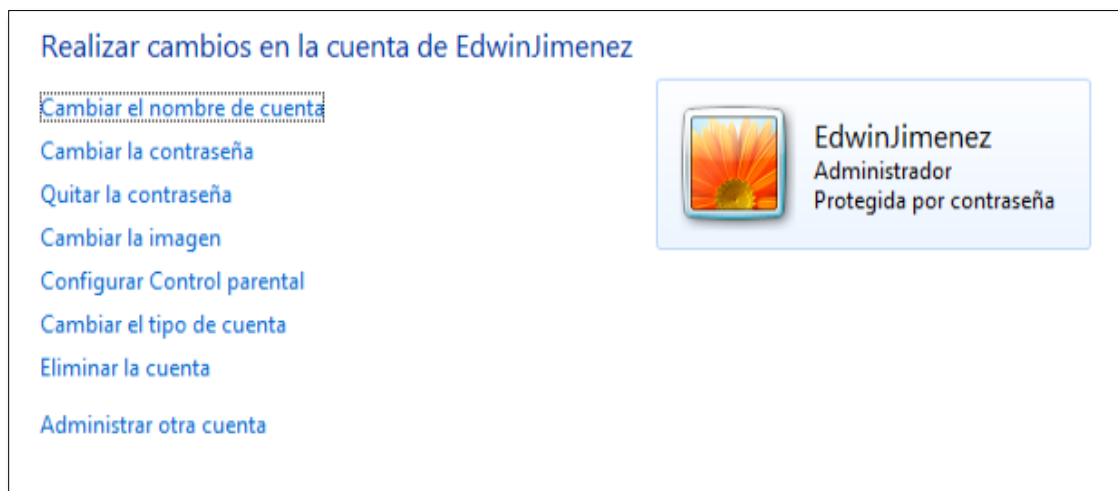 Realizar cambios en la cuenta de EdwinJimenez
Cambiar el nombre de cuenta
Cambiar la contraseña
Quitar la contraseña
Cambiar la imagen
Configurar Control parental
Cambiar el tipo de cuenta
Eliminar la cuenta
Administrar otra cuenta
EdwinJimenez
Administrador
Protegida por contraseña